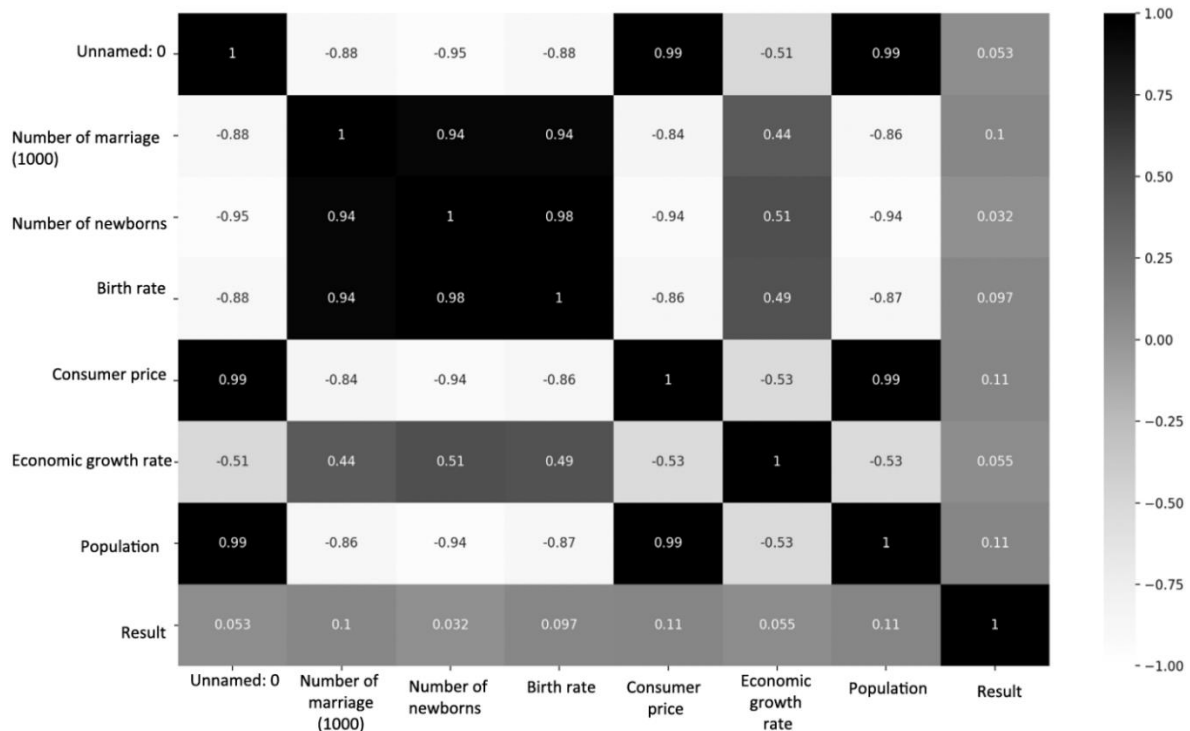 Unnamed: 0 1 -0.88 -0.95 -0.88 0.99 -0.51 0.99 0.053
Number of marriage
(1000) -0.88 1 0.94 0.94 -0.84 0.44 -0.86 0.1
Number of newborns -0.95 0.94 1 0.98 -0.94 0.51 -0.94 0.032
Birth rate -0.88 0.94 0.98 1 -0.86 0.49 -0.87 0.097
Consumer price 0.99 -0.84 -0.94 -0.86 1 -0.53 0.99 0.11
Economic growth rate -0.51 0.44 0.51 0.49 -0.53 1 -0.53 0.055
Population 0.99 -0.86 -0.94 -0.87 0.99 -0.53 1 0.11
Result 0.053 0.1 0.032 0.097 0.11 0.055 0.11 1
Unnamed: 0
Number of
marriage
(1000)
Number of
newborns
Birth rate
Consumer
price
Economic
growth
rate
Population
Result
1.00
0.75
0.50
0.25
0.00
−0.25
−0.50
−0.75
−1.00